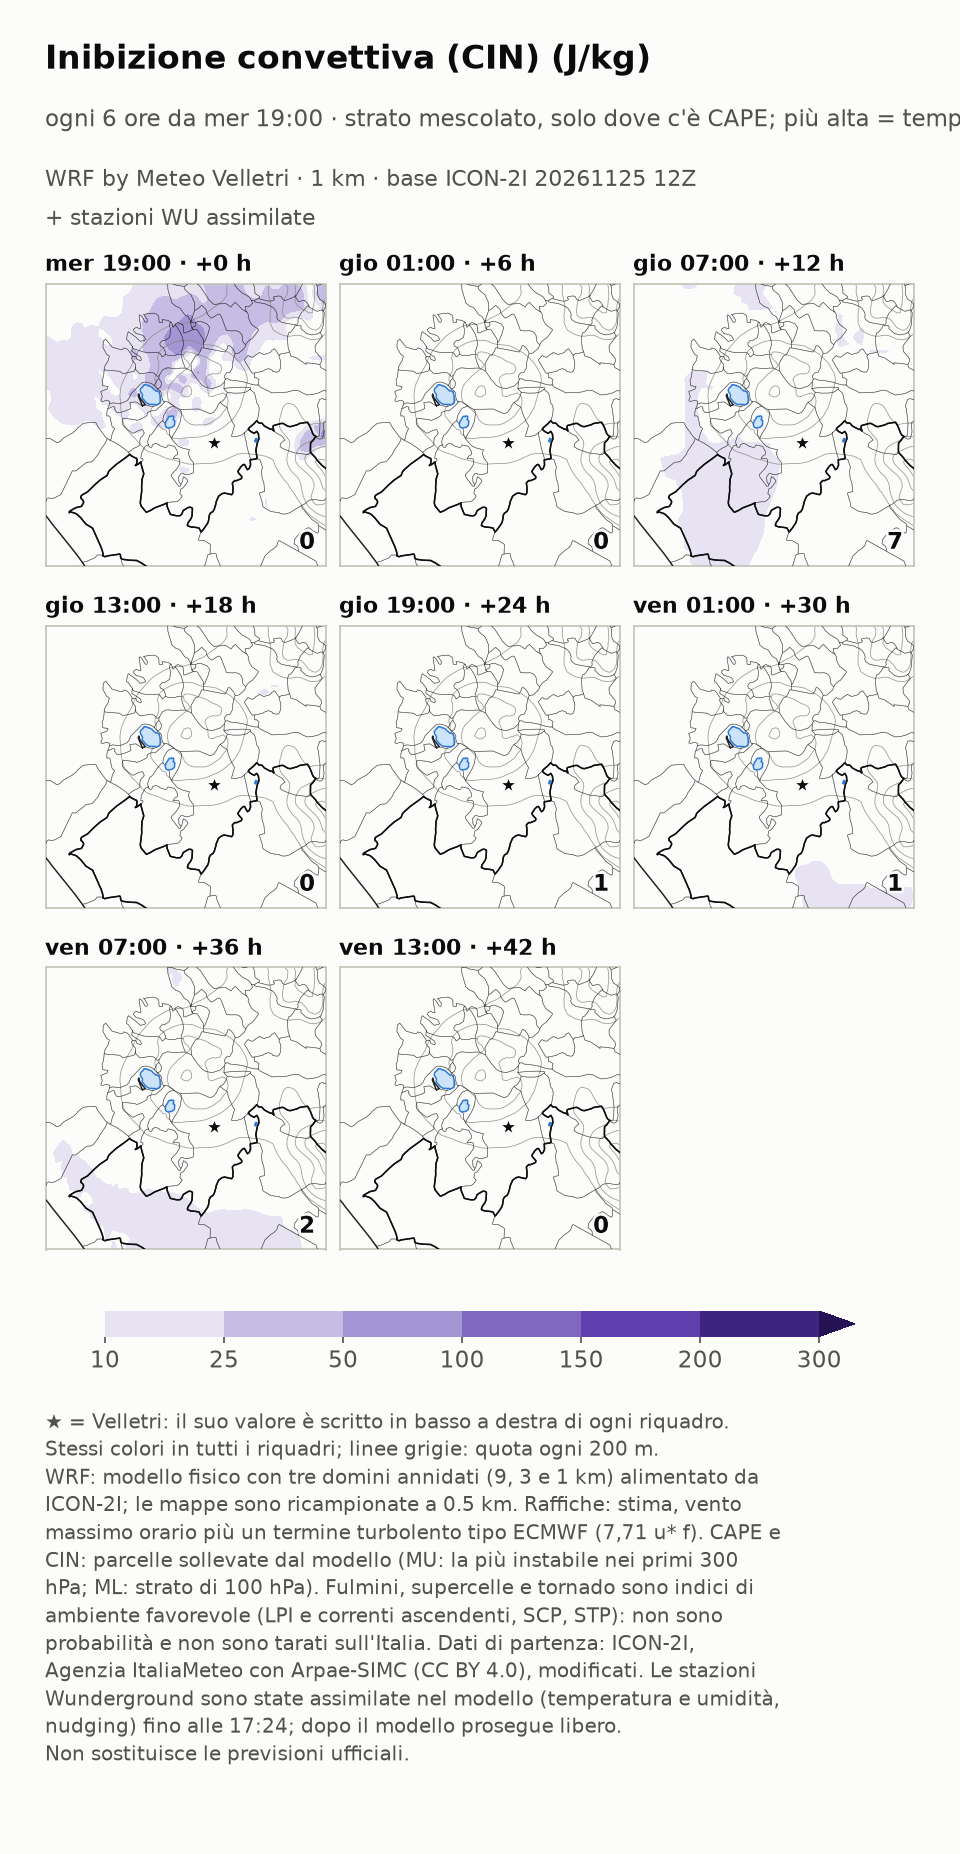 Inibizione convettiva (CIN) (J/kg)
ogni 6 ore da mer 19:00 · strato mescolato, solo dove c'è CAPE; più alta = temp
WRF by Meteo Velletri · 1 km · base ICON-2I 20261125 12Z
+ stazioni WU assimilate
mer 19:00 · +0 h
gio 01:00 · +6 h
gio 07:00 · +12 h
0
0
7
gio 13:00 · +18 h
gio 19:00 · +24 h
ven 01:00 · +30 h
0
1
1
ven 07:00 · +36 h
ven 13:00 · +42 h
2
0
10 25 50 100 150 200 300
★ = Velletri: il suo valore è scritto in basso a destra di ogni riquadro.
Stessi colori in tutti i riquadri; linee grigie: quota ogni 200 m.
WRF: modello fisico con tre domini annidati (9, 3 e 1 km) alimentato da
ICON-2I; le mappe sono ricampionate a 0.5 km. Raffiche: stima, vento
massimo orario più un termine turbolento tipo ECMWF (7,71 u* f). CAPE e
CIN: parcelle sollevate dal modello (MU: la più instabile nei primi 300
hPa; ML: strato di 100 hPa). Fulmini, supercelle e tornado sono indici di
ambiente favorevole (LPI e correnti ascendenti, SCP, STP): non sono
probabilità e non sono tarati sull'Italia. Dati di partenza: ICON-2I,
Agenzia ItaliaMeteo con Arpae-SIMC (CC BY 4.0), modificati. Le stazioni
Wunderground sono state assimilate nel modello (temperatura e umidità,
nudging) fino alle 17:24; dopo il modello prosegue libero.
Non sostituisce le previsioni ufficiali.